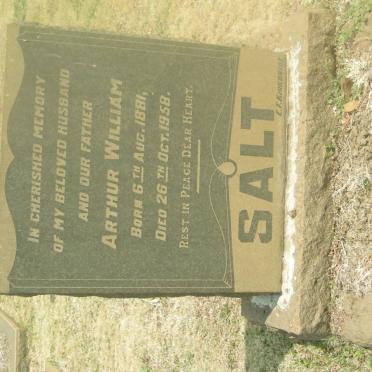 IN CHERISHED MEMORY
OF MY BELOVED HUSBAND
AND OUR FATHER
ARTHUR WILLIAM
BORN 6TH AUG. 1881,
DIED 26TH OCT. 1958.
REST IN PEACE DEAR HEART.
SALT